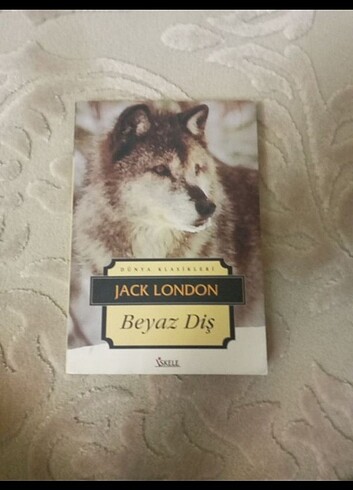 DÜNYA KLASİKLERİ
JACK LONDON
Beyaz Diş
İSKELE